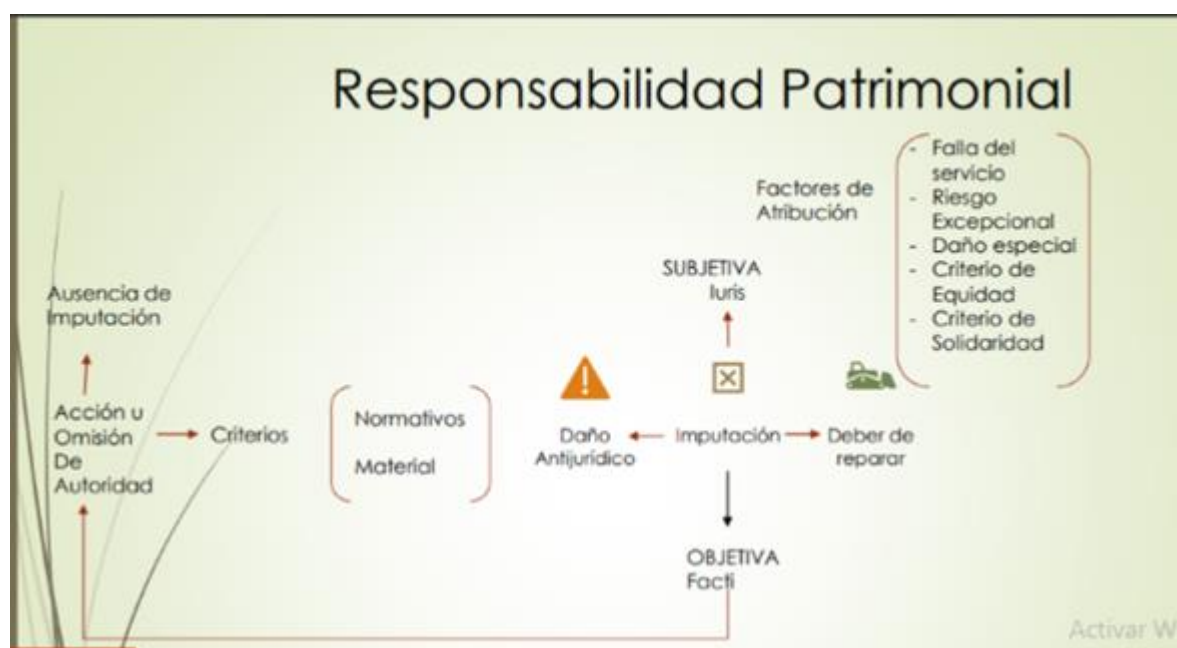 Responsabilidad Patrimonial
Factores de
Atribución
- Falla del
servicio
- Riesgo
Excepcional
- Daño especial
- Criterio de
Equidad
- Criterio de
Solidaridad
SUBJETIVA
Iuris
Ausencia de
Imputación
Acción u
Omisión
De
Autoridad
Criterios
Normativos
Material
Daño
Antijurídico
Imputación
Deber de
reparar
OBJETIVA
Facti
Activar W